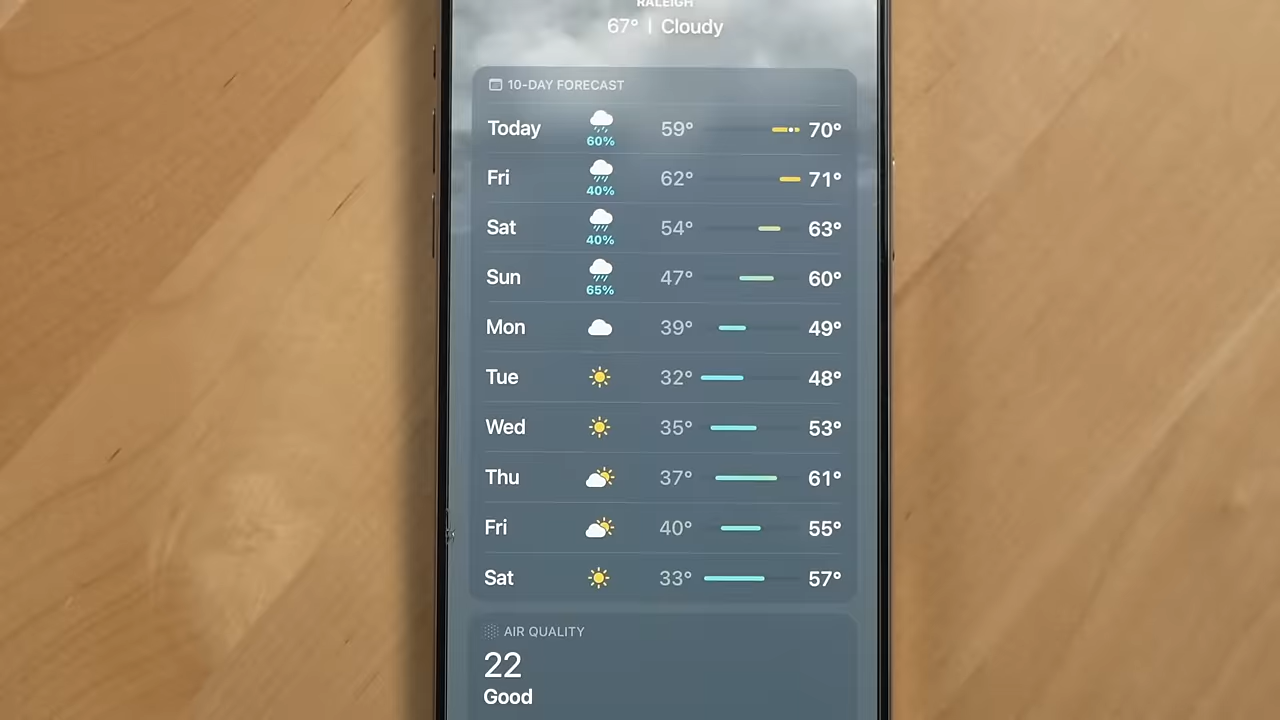 RALEIGH
67° | Cloudy
10-DAY FORECAST
Today 60% 59° 70°
Fri 40% 62° 71°
Sat 40% 54° 63°
Sun 65% 47° 60°
Mon 39° 49°
Tue 32° 48°
Wed 35° 53°
Thu 37° 61°
Fri 40° 55°
Sat 33° 57°
AIR QUALITY
22
Good